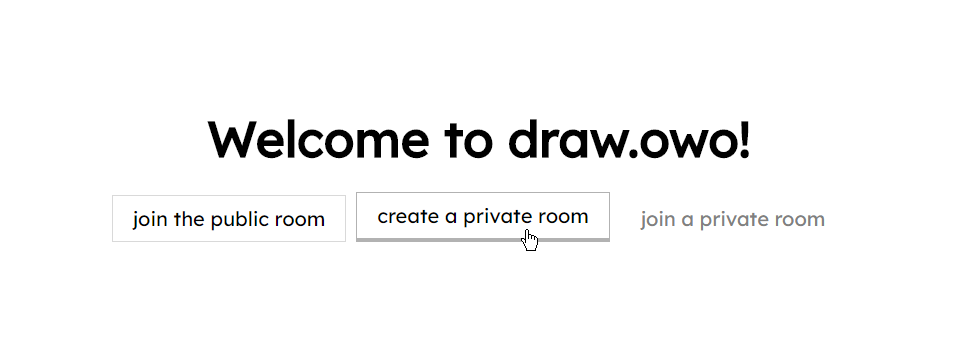 Welcome to draw.owo!
join the public room
create a private room
join a private room